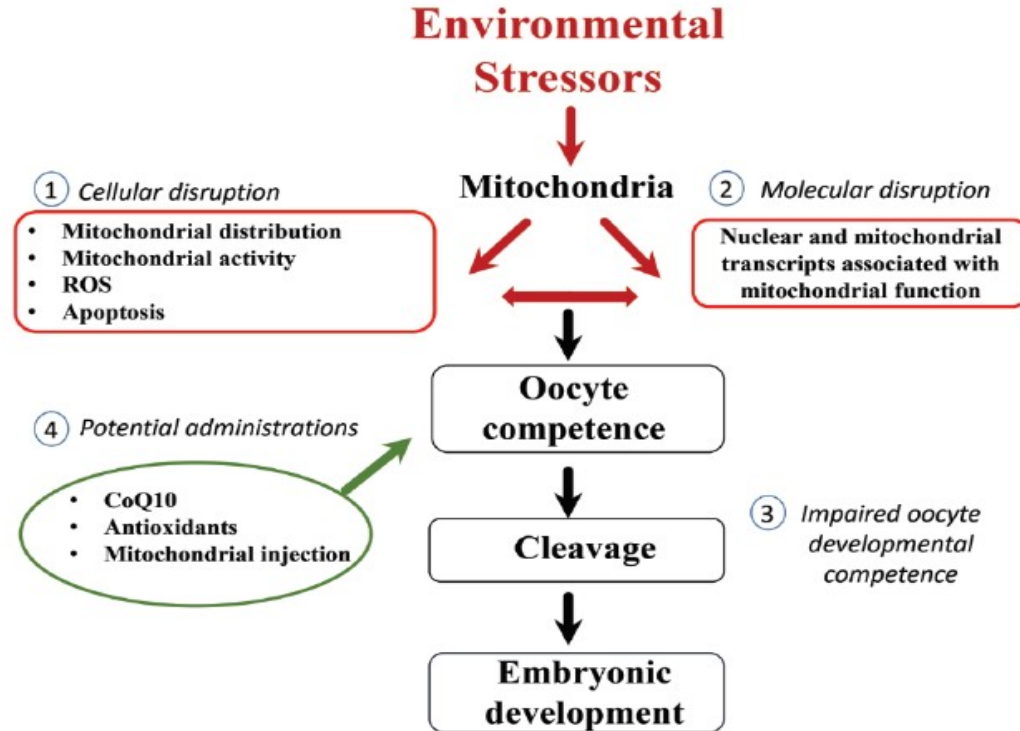 Environmental
Stressors
Mitochondria
1 Cellular disruption
• Mitochondrial distribution
• Mitochondrial activity
• ROS
• Apoptosis
2 Molecular disruption
Nuclear and mitochondrial
transcripts associated with
mitochondrial function
Oocyte
competence
4 Potential administrations
• CoQ10
• Antioxidants
• Mitochondrial injection
Cleavage
3 Impaired oocyte
developmental
competence
Embryonic
development